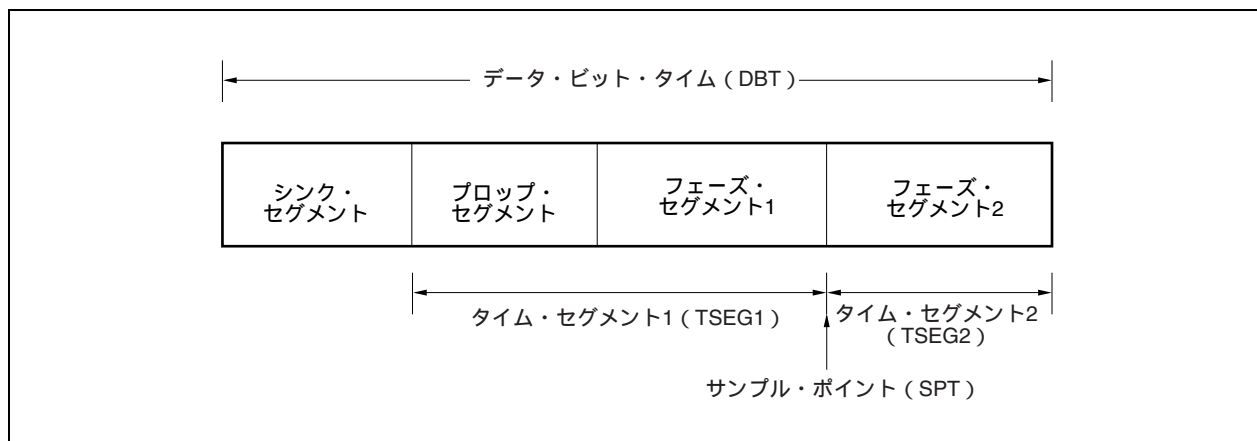 データ・ビット・タイム（DBT）
シンク・
セグメント
プロップ・
セグメント
フェーズ・
セグメント1
フェーズ・
セグメント2
タイム・セグメント1（TSEG1）
タイム・セグメント2
（TSEG2）
サンプル・ポイント（SPT）